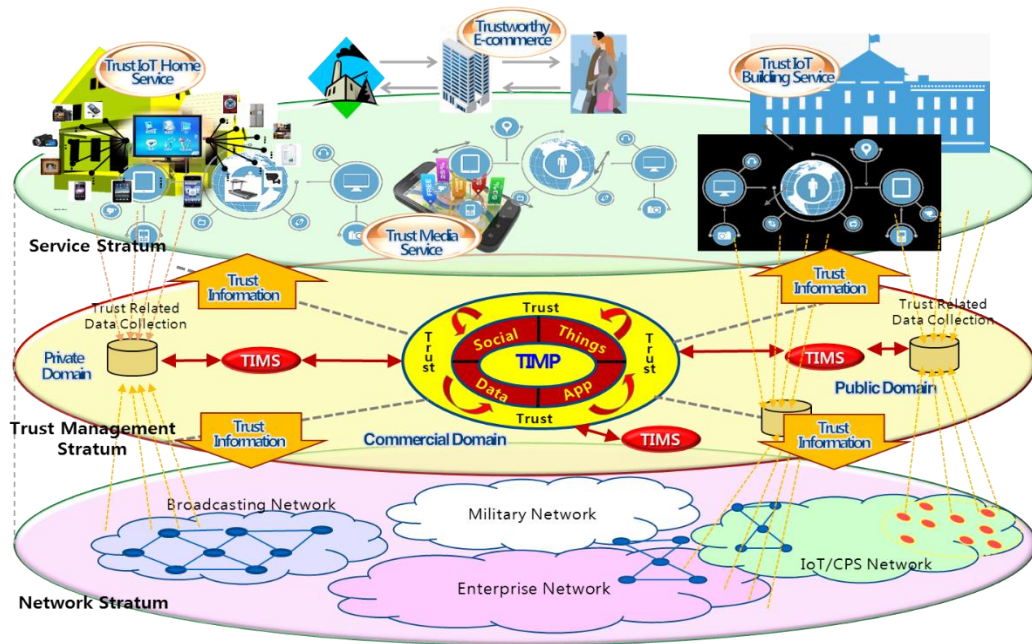 Trust IoT Home
Service
Trustworthy
E-commerce
Trust IoT
Building Service
FREE
Trust Media
Service
Service Stratum
Trust
Information
Trust
Information
Trust Related
Data Collection
Trust Related
Data Collection
Private
Domain
TIMS
Trust
Trust
Social
Things
TIMP
Data
App
Trust
Trust
TIMS
Public Domain
Trust Management
Stratum
Trust
Information
Commercial Domain
TIMS
Trust
Information
Broadcasting Network
Military Network
IoT/CPS Network
Enterprise Network
Network Stratum